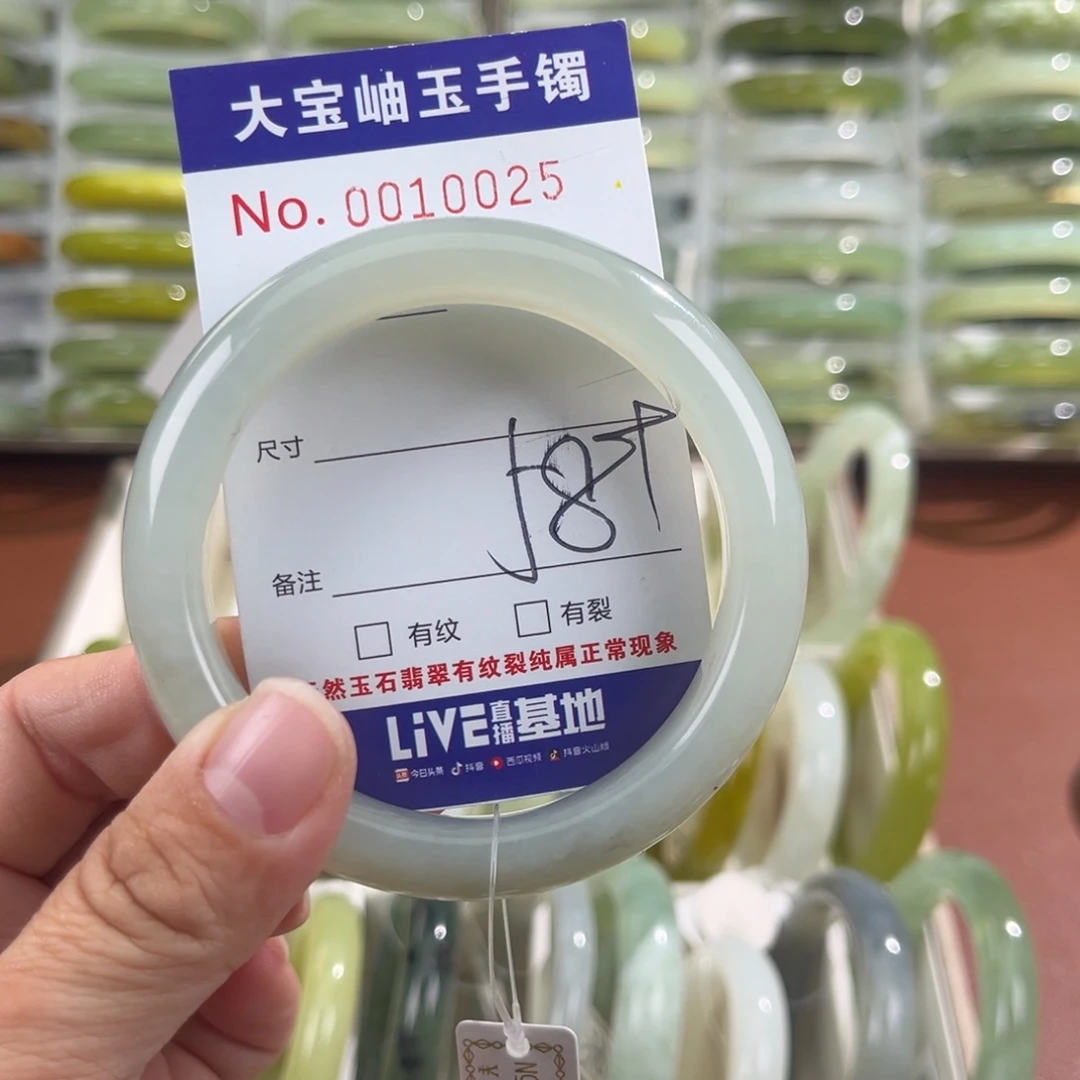 大宝岫玉手镯
No. 0010025
尺寸
58
备注
□ 有纹 □ 有裂
然玉石翡翠有纹裂纯属正常现象
LiVE直播基地
今日头条 抖音 西瓜视频 抖音火山版